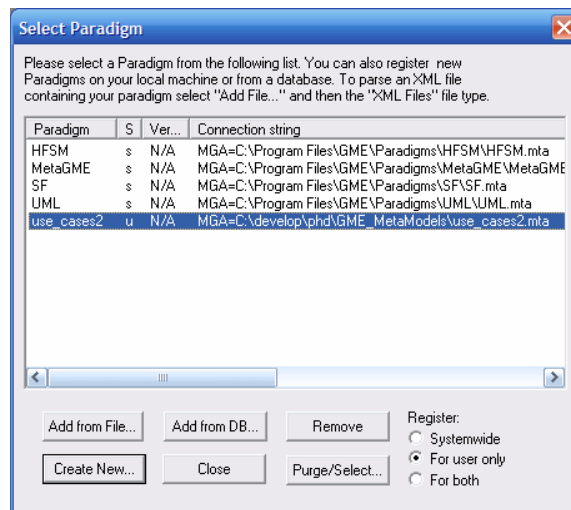 Select Paradigm
Please select a Paradigm from the following list. You can also register new
Paradigms on your local machine or from a database. To parse an XML file
containing your paradigm select "Add File..." and then the "XML Files" file type.
Paradigm S Ver... Connection string
HFSM s N/A MGA=C:\Program Files\GME\Paradigms\HFSM\HFSM.mta
MetaGME s N/A MGA=C:\Program Files\GME\Paradigms\MetaGME\MetaGME
SF s N/A MGA=C:\Program Files\GME\Paradigms\SF\SF.mta
UML s N/A MGA=C:\Program Files\GME\Paradigms\UML\UML.mta
use_cases2 u N/A MGA=C:\develop\phd\GME_MetaModels\use_cases2.mta
Add from File... Add from DB... Remove
Create New... Close Purge/Select...
Register:
Systemwide
For user only
For both